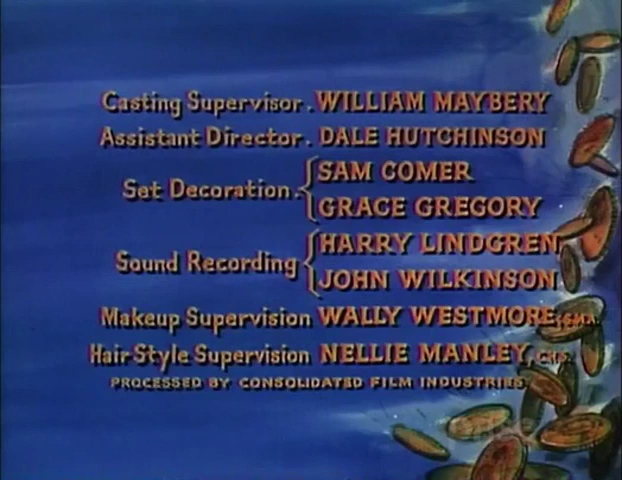 Casting Supervisor. WILLIAM MAYBERY
Assistant Director. DALE HUTCHINSON
Set Decoration. { SAM COMER
GRACE GREGORY
Sound Recording { HARRY LINDGREN
JOHN WILKINSON
Makeup Supervision WALLY WESTMORE, S.M.A.
Hair Style Supervision NELLIE MANLEY, C.H.S.
PROCESSED BY CONSOLIDATED FILM INDUSTRIES